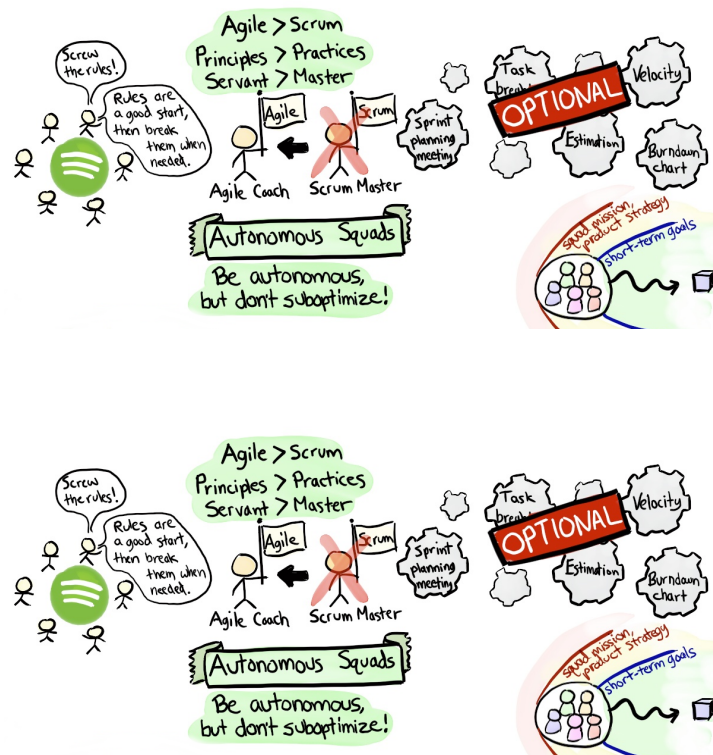 Agile > Scrum
Principles > Practices
Servant > Master
Screw
the rules!
Rules are
a good start,
then break
them when
needed.
Agile
Scrum
Agile Coach
Scrum Master
Autonomous Squads
Be autonomous,
but don't suboptimize!
Sprint
planning
meeting
Task
OPTIONAL
Velocity
Estimation
Burndown
chart
squad mission,
product strategy
short-term goals
Agile > Scrum
Principles > Practices
Servant > Master
Screw
the rules!
Rules are
a good start,
then break
them when
needed.
Agile
Scrum
Agile Coach
Scrum Master
Autonomous Squads
Be autonomous,
but don't suboptimize!
Sprint
planning
meeting
Task
OPTIONAL
Velocity
Estimation
Burndown
chart
squad mission,
product strategy
short-term goals